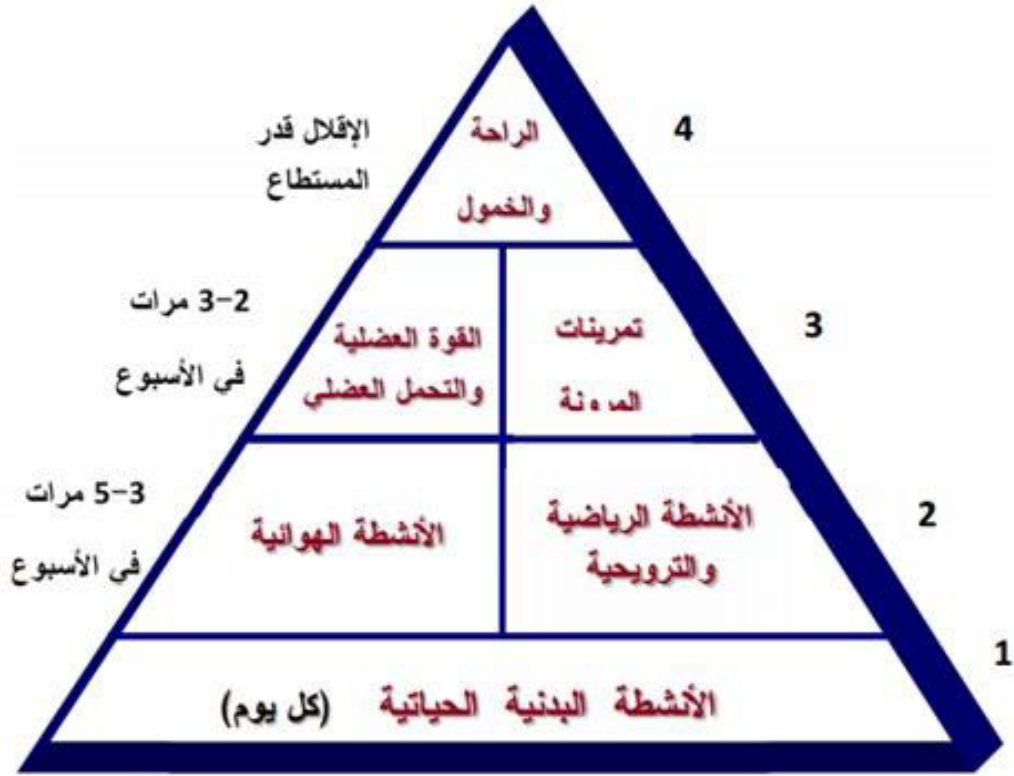 الراحة
والخمول
الإقلال قدر
المستطاع
4
تمرينات
المرونة
القوة العضلية
والتحمل العضلي
2-3 مرات
في الأسبوع
3
الأنشطة الرياضية
والترويحية
الأنشطة الهوائية
3-5 مرات
في الأسبوع
2
الأنشطة البدنية الحياتية (كل يوم)
1